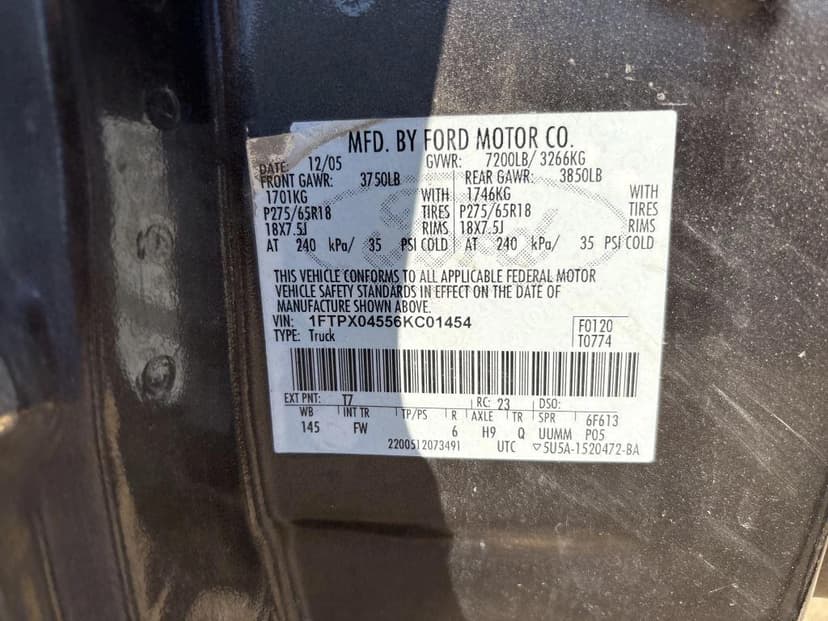 MFD. BY FORD MOTOR CO.
DATE: 12/05 GVWR: 7200LB/ 3266KG
FRONT GAWR: 3750LB REAR GAWR: 3850LB
1701KG WITH 1746KG WITH
P275/65R18 TIRES P275/65R18 TIRES
18X7.5J RIMS 18X7.5J RIMS
AT 240 kPa/ 35 PSI COLD AT 240 kPa/ 35 PSI COLD
Ford
THIS VEHICLE CONFORMS TO ALL APPLICABLE FEDERAL MOTOR
VEHICLE SAFETY STANDARDS IN EFFECT ON THE DATE OF
MANUFACTURE SHOWN ABOVE.
VIN: 1FTPX04556KC01454 F0120
TYPE: Truck T0774
EXT PNT: T7 RC: 23 DSO:
WB INT TR TP/PS R AXLE TR SPR 6F613
145 FW 6 H9 Q UUMM P05
2200512073491 UTC ▽5U5A-1520472-BA